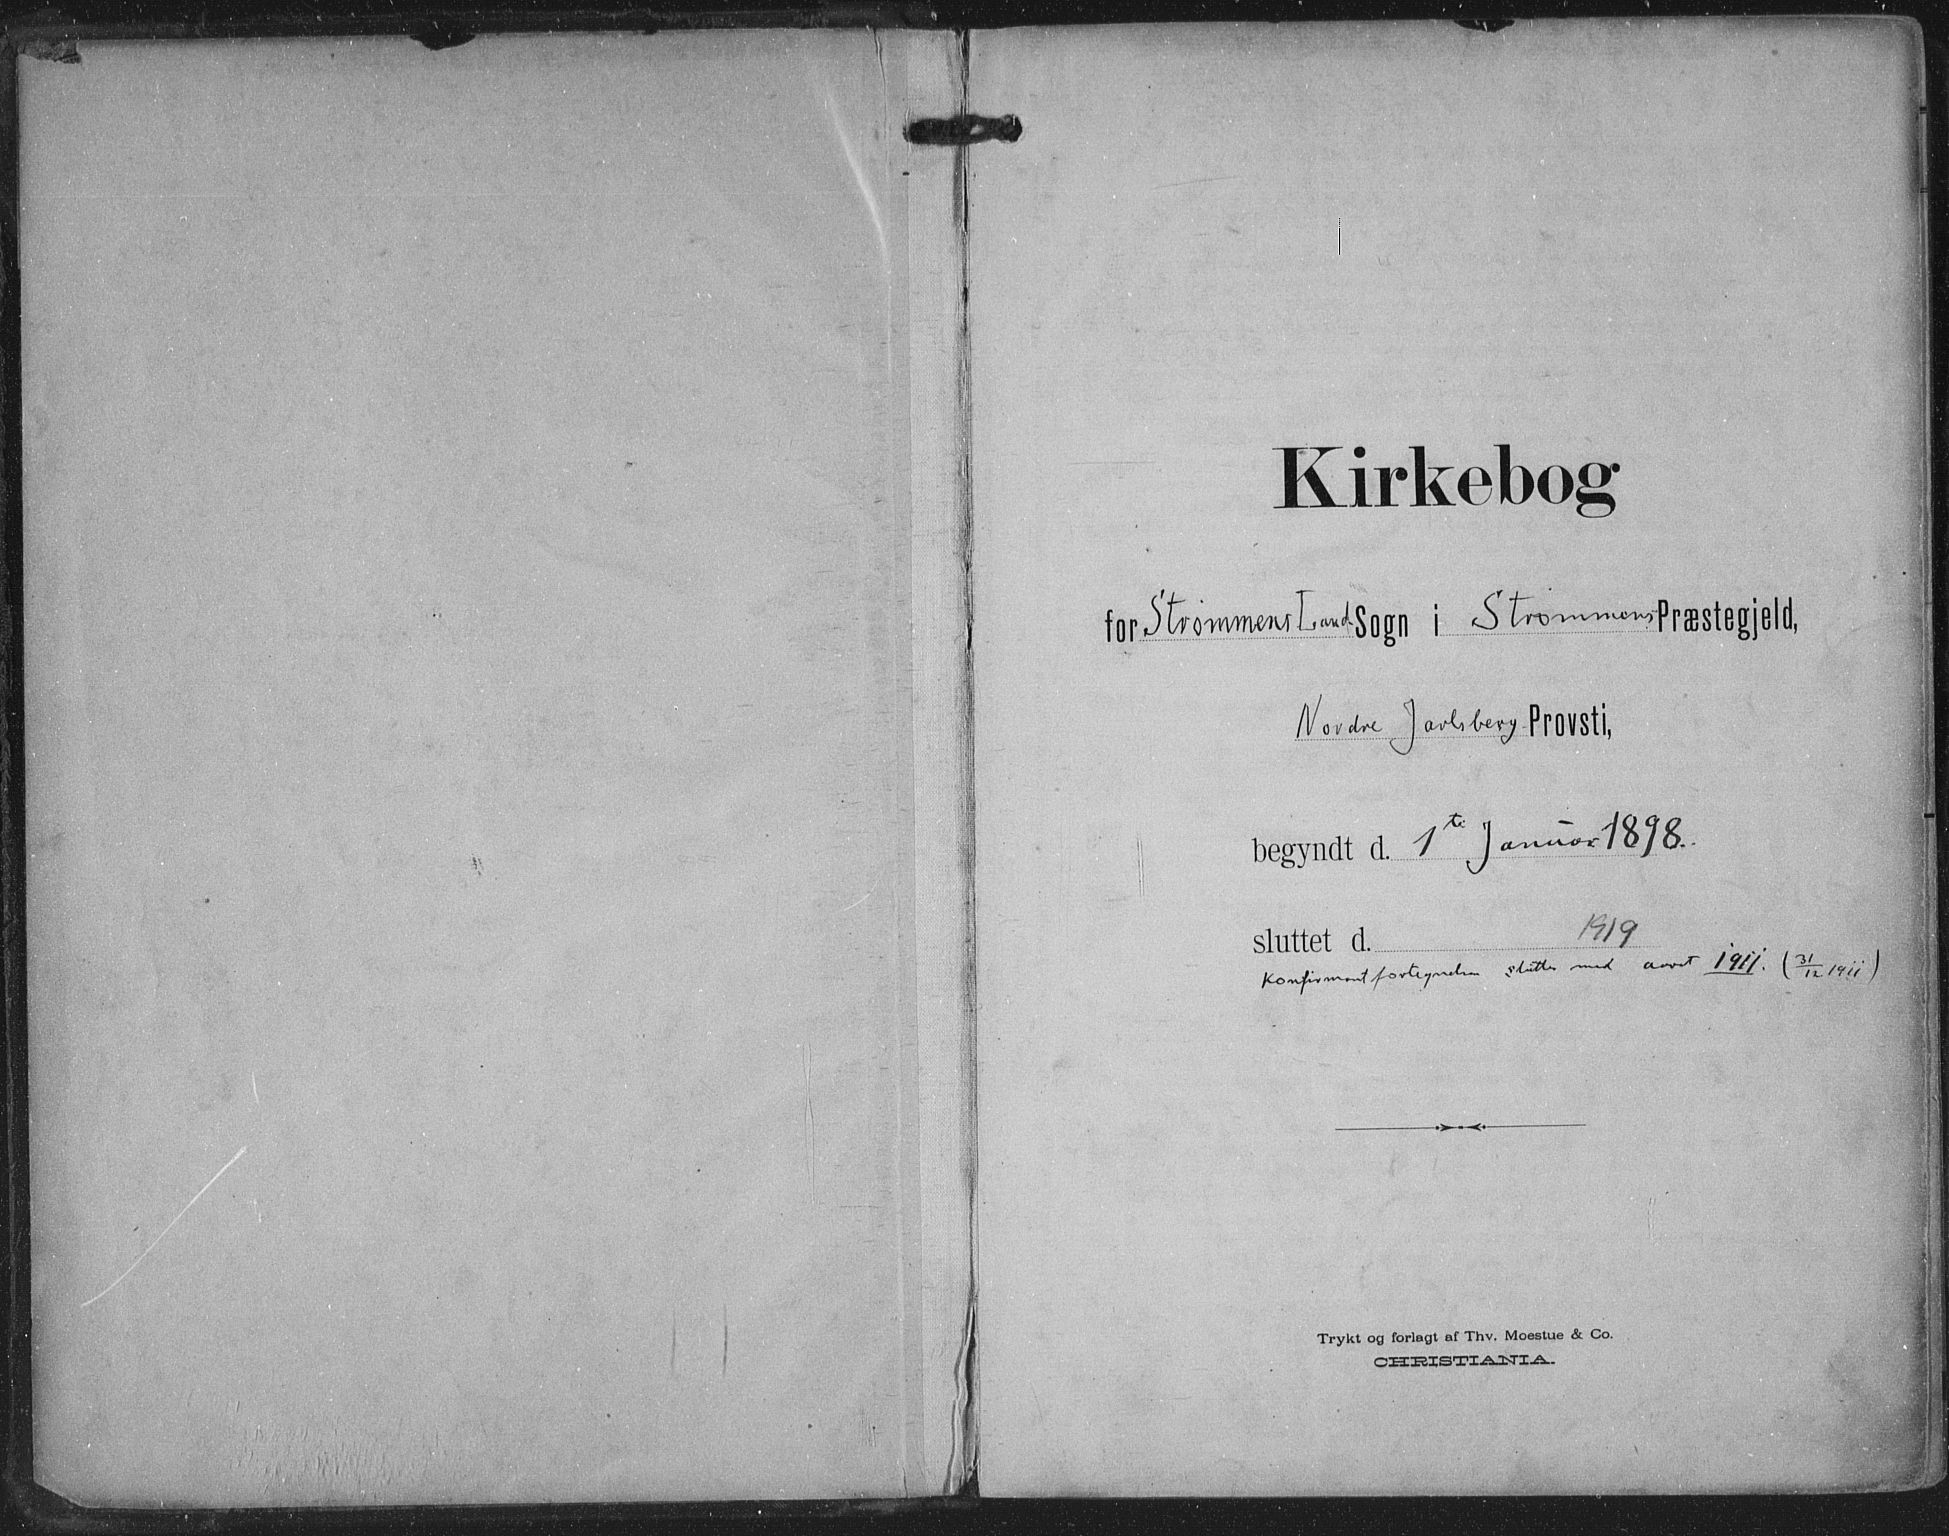 Kirkebog
for Strømmens Land Sogn i Strømmens Præstegjeld,
Nordre Jarlsberg Provsti,
begyndt d. 1te Januar 1898.
sluttet d. 1919
Konfirmantfortegnelsen slutter med aaret 1911. (31/12 1911)
Trykt og forlagt af Thv. Moestue & Co.
CHRISTIANIA.